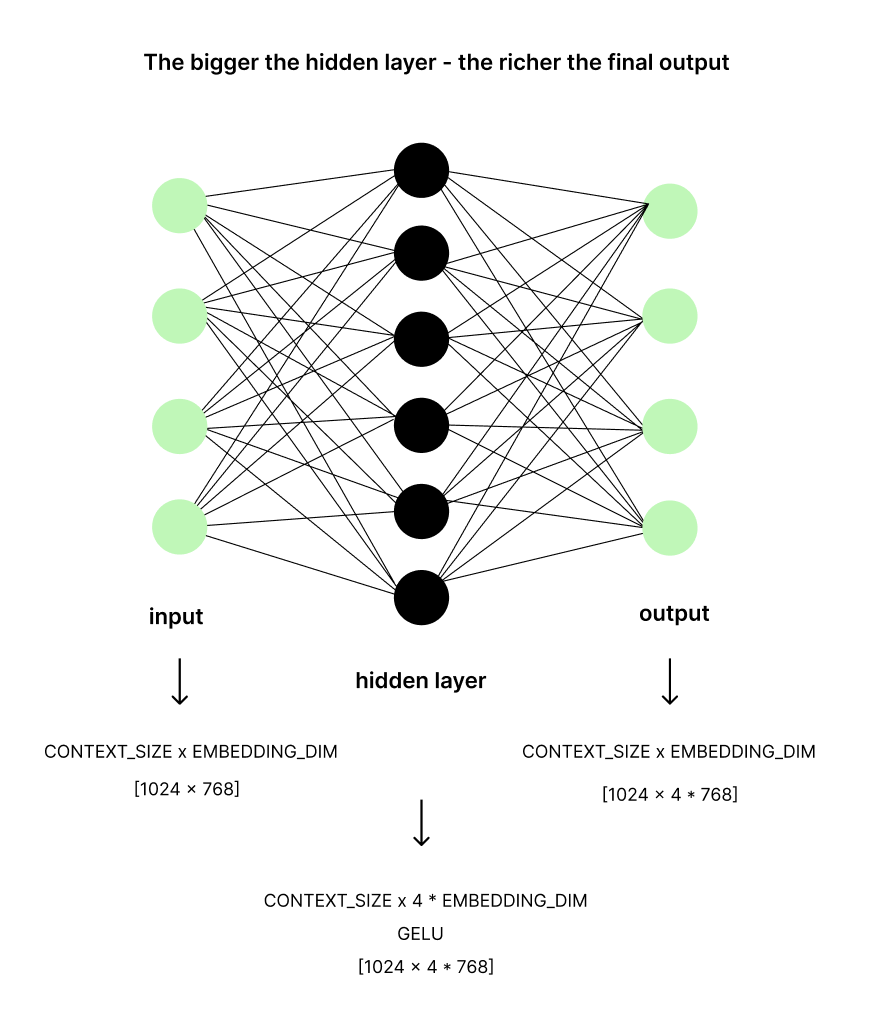 The bigger the hidden layer - the richer the final output
input
output
hidden layer
CONTEXT_SIZE x EMBEDDING_DIM
[1024 × 768]
CONTEXT_SIZE x EMBEDDING_DIM
[1024 × 4 * 768]
CONTEXT_SIZE x 4 * EMBEDDING_DIM
GELU
[1024 × 4 * 768]